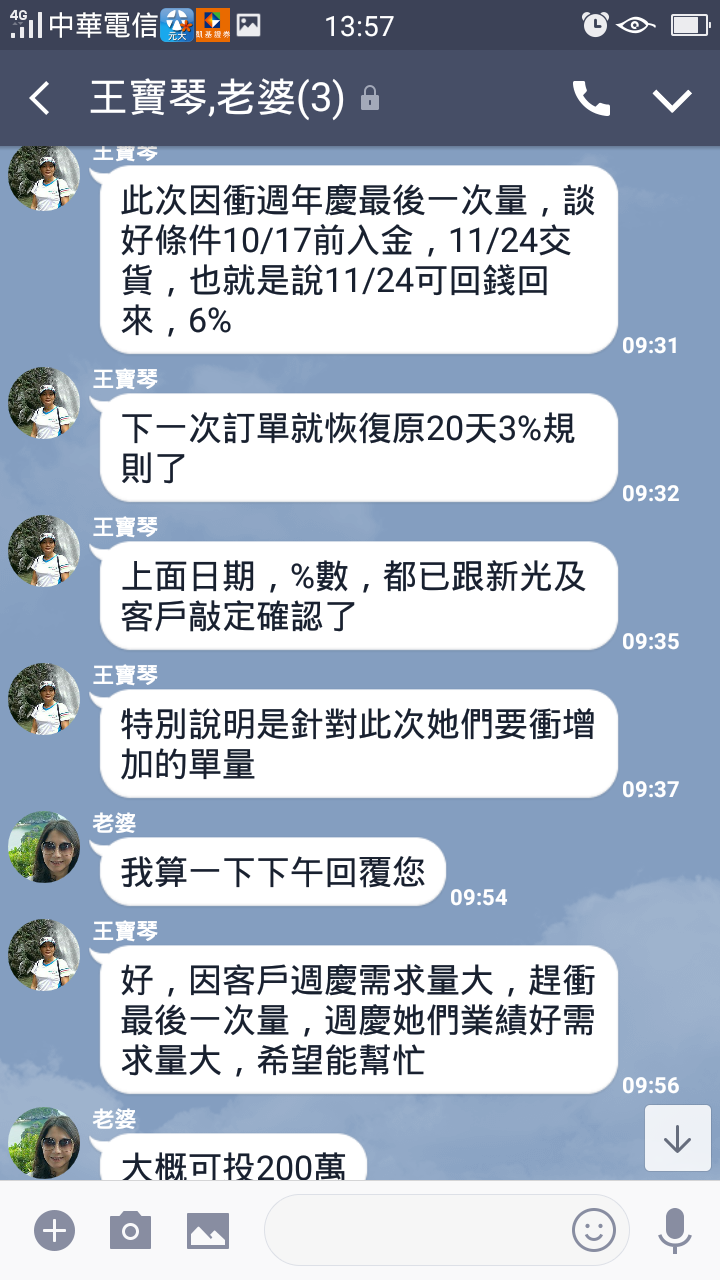 4G
中華電信
元大
凱基證券
13:57
王寶琴,老婆(3)
王寶琴
此次因衝週年慶最後一次量，談
好條件10/17前入金，11/24交
貨，也就是說11/24可回錢回
來，6%
09:31
王寶琴
下一次訂單就恢復原20天3%規
則了
09:32
王寶琴
上面日期，%數，都已跟新光及
客戶敲定確認了
09:35
王寶琴
特別說明是針對此次她們要衝增
加的單量
09:37
老婆
我算一下下午回覆您
09:54
王寶琴
好，因客戶週慶需求量大，趕衝
最後一次量，週慶她們業績好需
求量大，希望能幫忙
09:56
老婆
大概可投200萬